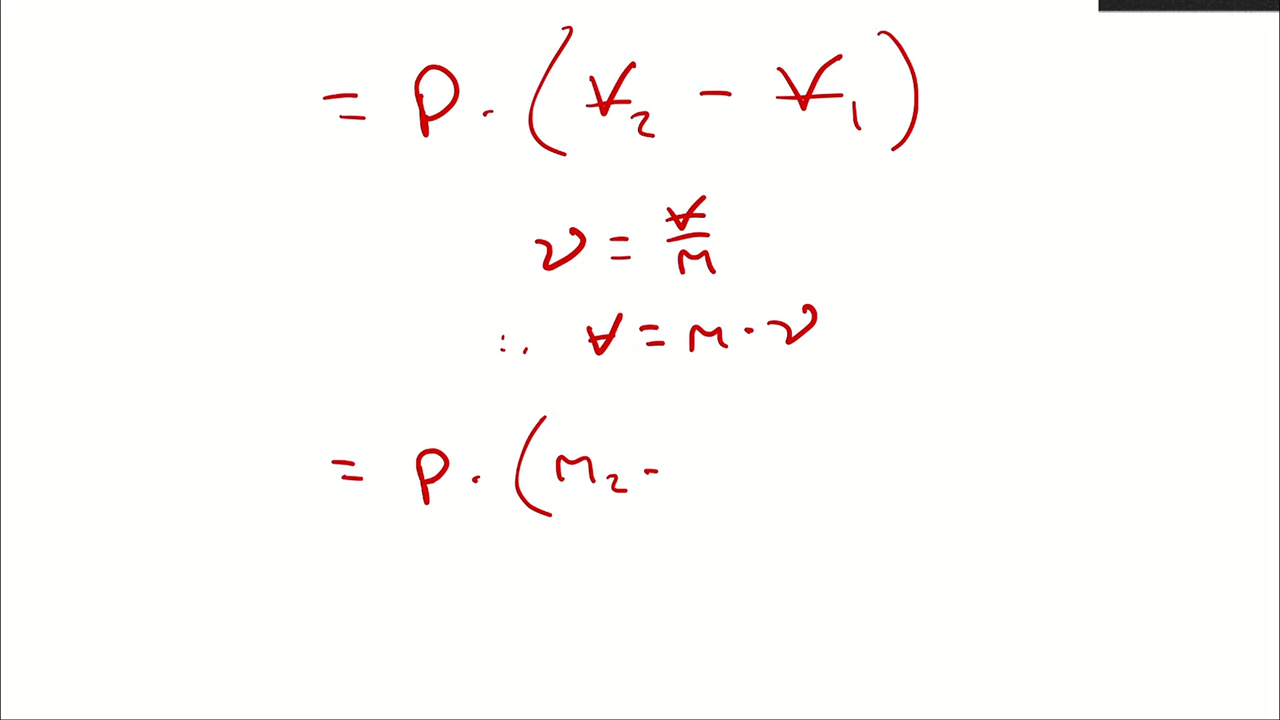 = P · (V̶₂ − V̶₁)
ν = V̶/m
∴ V̶ = m · ν
= P · (m₂ ·